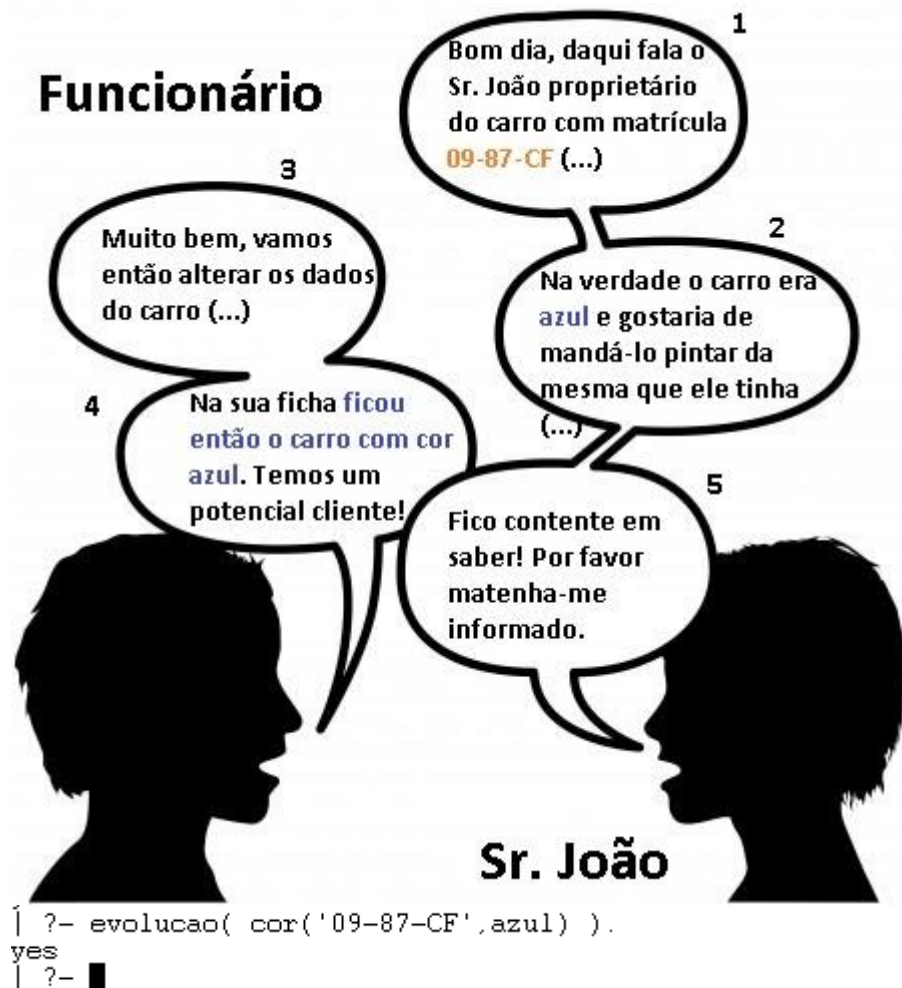 Funcionário
1
Bom dia, daqui fala o
Sr. João proprietário
do carro com matrícula
09-87-CF (...)
2
Na verdade o carro era
azul e gostaria de
mandá-lo pintar da
mesma que ele tinha
(...)
3
Muito bem, vamos
então alterar os dados
do carro (...)
4
Na sua ficha ficou
então o carro com cor
azul. Temos um
potencial cliente!
5
Fico contente em
saber! Por favor
matenha-me
informado.
Sr. João
| ?- evolucao( cor('09-87-CF',azul) ).
yes
| ?-